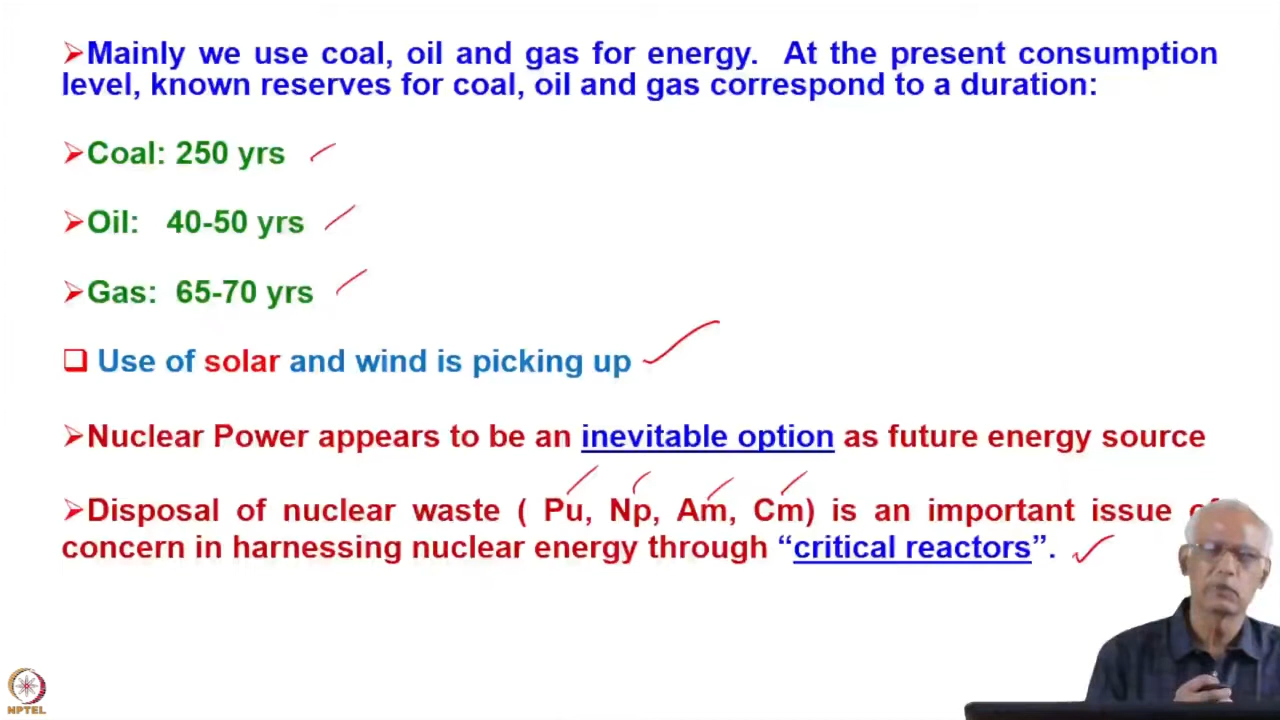 ➢Mainly we use coal, oil and gas for energy. At the present consumption
level, known reserves for coal, oil and gas correspond to a duration:
➢Coal: 250 yrs
➢Oil: 40-50 yrs
➢Gas: 65-70 yrs
❑ Use of solar and wind is picking up
➢Nuclear Power appears to be an inevitable option as future energy source
➢Disposal of nuclear waste ( Pu, Np, Am, Cm) is an important issue of
concern in harnessing nuclear energy through “critical reactors”.
NPTEL